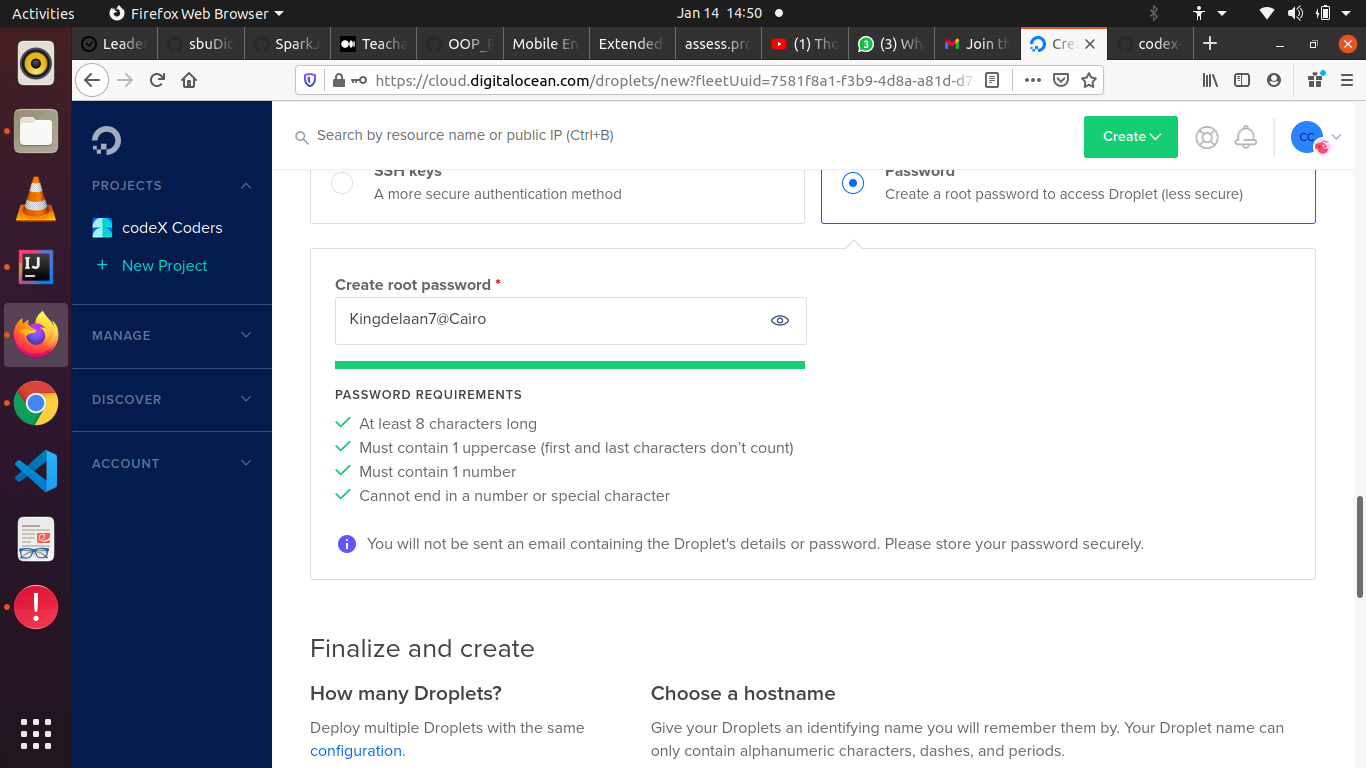 Activities
Firefox Web Browser
Jan 14 14:50
Leader
sbuDic
SparkJ
Teacha
OOP_F
Mobile En
Extended
assess.pro
(1) Tho
(3) Wh
Join th
Crea
codex-
https://cloud.digitalocean.com/droplets/new?fleetUuid=7581f8a1-f3b9-4d8a-a81d-d7
Search by resource name or public IP (Ctrl+B)
Create
CC
PROJECTS
codeX Coders
+ New Project
MANAGE
DISCOVER
ACCOUNT
SSH keys
A more secure authentication method
Password
Create a root password to access Droplet (less secure)
Create root password *
Kingdelaan7@Cairo
PASSWORD REQUIREMENTS
At least 8 characters long
Must contain 1 uppercase (first and last characters don't count)
Must contain 1 number
Cannot end in a number or special character
You will not be sent an email containing the Droplet's details or password. Please store your password securely.
Finalize and create
How many Droplets?
Deploy multiple Droplets with the same
configuration.
Choose a hostname
Give your Droplets an identifying name you will remember them by. Your Droplet name can
only contain alphanumeric characters, dashes, and periods.